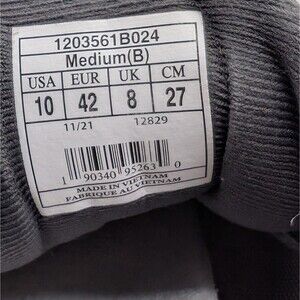 1203561B024
Medium(B)
USA EUR UK CM
10 42 8 27
11/21 12829
1 90340 95263 0
MADE IN VIETNAM
FABRIQUE AU VIETNAM